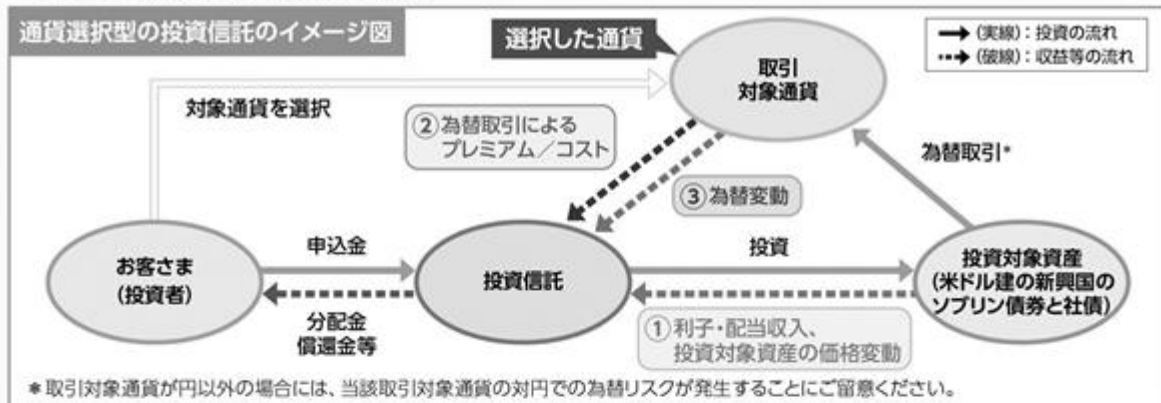 通貨選択型の投資信託のイメージ図
選択した通貨
(実線):投資の流れ
(破線):収益等の流れ
取引
対象通貨
対象通貨を選択
②為替取引による
プレミアム/コスト
為替取引*
③為替変動
お客さま
(投資者)
申込金
分配金
償還金等
投資信託
投資
①利子・配当収入、
投資対象資産の価格変動
投資対象資産
(米ドル建の新興国の
ソブリン債券と社債)
*取引対象通貨が円以外の場合には、当該取引対象通貨の対円での為替リスクが発生することにご留意ください。